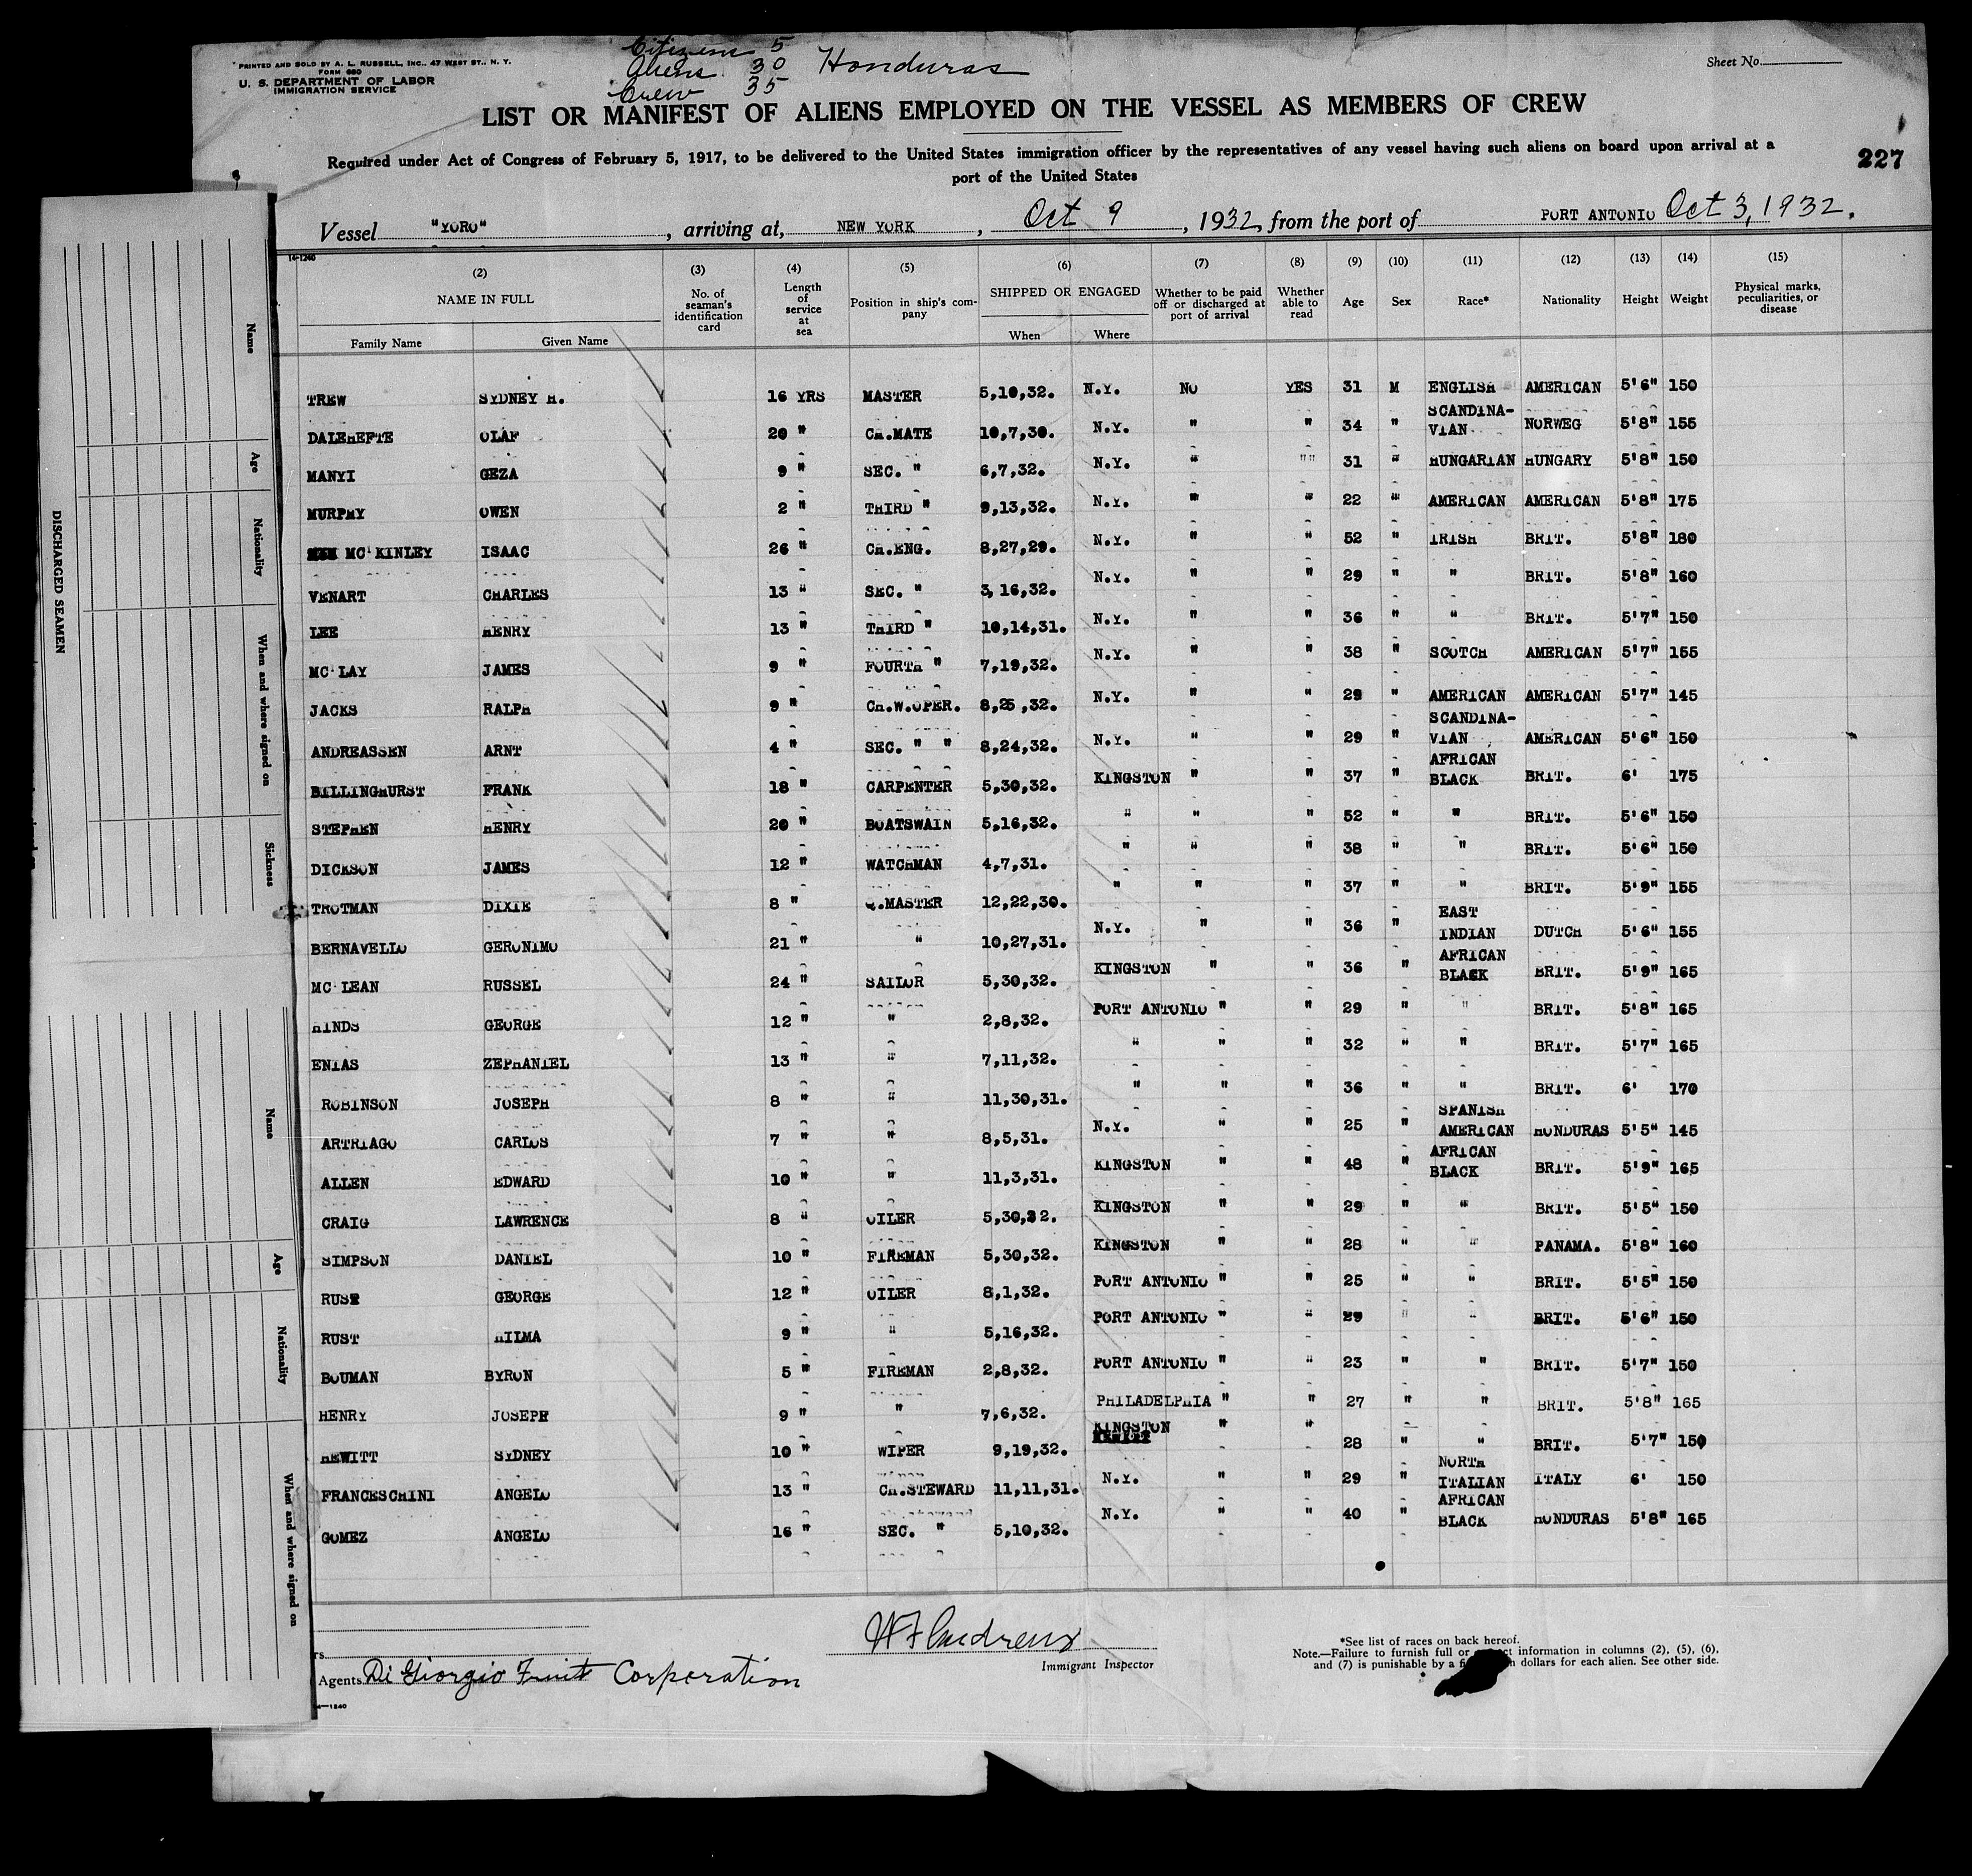 Citizens 5
Aliens 30 Honduras
Crew 35
PRINTED AND SOLD BY A. L. RUSSELL, INC., 47 WEST ST., N. Y.
FORM 680
U. S. DEPARTMENT OF LABOR
IMMIGRATION SERVICE
Sheet No.
LIST OR MANIFEST OF ALIENS EMPLOYED ON THE VESSEL AS MEMBERS OF CREW
Required under Act of Congress of February 5, 1917, to be delivered to the United States immigration officer by the representatives of any vessel having such aliens on board upon arrival at a
port of the United States
227
Vessel "YORO", arriving at, NEW YORK, Oct 9, 1932, from the port of PORT ANTONIO Oct 3, 1932.
14-1240
(2) (3) (4) (5) (6) (7) (8) (9) (10) (11) (12) (13) (14) (15)
NAME IN FULL
Family Name Given Name
No. of seaman's identification card
Length of service at sea
Position in ship's company
SHIPPED OR ENGAGED
When Where
Whether to be paid off or discharged at port of arrival
Whether able to read
Age Sex Race* Nationality Height Weight
Physical marks, peculiarities, or disease
TREW SYDNEY H. 16 YRS MASTER 5,10,32. N.Y. NO YES 31 M ENGLISH AMERICAN 5'6" 150
DALEHEFTE OLAF 20 " CH.MATE 10,7,30. N.Y. " " 34 " SCANDINA-VIAN NORWEG 5'8" 155
MANYI GEZA 9 " SEC. " 6,7,32. N.Y. " " 31 " HUNGARIAN HUNGARY 5'8" 150
MURPHY OWEN 2 " THIRD " 9,13,32. N.Y. " " 22 " AMERICAN AMERICAN 5'8" 175
MC'KINLEY ISAAC 26 " CH.ENG. 8,27,29. N.Y. " " 52 " IRISH BRIT. 5'8" 180
VENART CHARLES 13 " SEC. " 3,16,32. N.Y. " " 29 " " BRIT. 5'8" 160
LEE HENRY 13 " THIRD " 10,14,31. N.Y. " " 36 " " BRIT. 5'7" 150
MC'LAY JAMES 9 " FOURTH " 7,19,32. N.Y. " " 38 " SCOTCH AMERICAN 5'7" 155
JACKS RALPH 9 " CH.W.OPER. 8,25,32. N.Y. " " 29 " AMERICAN AMERICAN 5'7" 145
ANDREASSEN ARNT 4 " SEC. " " 8,24,32. N.Y. " " 29 " SCANDINA-VIAN AMERICAN 5'6" 150
BILLINGHURST FRANK 18 " CARPENTER 5,30,32. KINGSTON " " 37 " AFRICAN BLACK BRIT. 6' 175
STEPHEN HENRY 20 " BOATSWAIN 5,16,32. " " " 52 " " BRIT. 5'6" 150
DICKSON JAMES 12 " WATCHMAN 4,7,31. " " " 38 " " BRIT. 5'6" 150
TROTMAN DIXIE 8 " Q.MASTER 12,22,30. " " " 37 " " BRIT. 5'9" 155
BERNAVELLO GERONIMO 21 " " 10,27,31. N.Y. " " 36 " EAST INDIAN DUTCH 5'6" 155
MC'LEAN RUSSEL 24 " SAILOR 5,30,32. KINGSTON " " 36 " AFRICAN BLACK BRIT. 5'9" 165
HINDS GEORGE 12 " " 2,8,32. PORT ANTONIO " " 29 " " BRIT. 5'8" 165
ENIAS ZEPHANIEL 13 " " 7,11,32. " " " 32 " " BRIT. 5'7" 165
ROBINSON JOSEPH 8 " " 11,30,31. " " " 36 " " BRIT. 6' 170
ARTRIAGO CARLOS 7 " " 8,5,31. N.Y. " " 25 " SPANISH AMERICAN HONDURAS 5'5" 145
ALLEN EDWARD 10 " " 11,3,31. KINGSTON " " 48 " AFRICAN BLACK BRIT. 5'9" 165
CRAIG LAWRENCE 8 " OILER 5,30,32. KINGSTON " " 29 " " BRIT. 5'5" 150
SIMPSON DANIEL 10 " FIREMAN 5,30,32. KINGSTON " " 28 " " PANAMA. 5'8" 160
RUST GEORGE 12 " OILER 8,1,32. PORT ANTONIO " " 25 " " BRIT. 5'5" 150
RUST HILMA 9 " " 5,16,32. PORT ANTONIO " " 29 " " BRIT. 5'6" 150
BOUMAN BYRON 5 " FIREMAN 2,8,32. PORT ANTONIO " " 23 " " BRIT. 5'7" 150
HENRY JOSEPH 9 " " 7,6,32. PHILADELPHIA " " 27 " " BRIT. 5'8" 165
HEWITT SYDNEY 10 " WIPER 9,19,32. KINGSTON " " 28 " " BRIT. 5'7" 150
FRANCESCHINI ANGELO 13 " CH.STEWARD 11,11,31. N.Y. " " 29 " NORTH ITALIAN ITALY 6' 150
GOMEZ ANGELO 16 " SEC. " 5,10,32. N.Y. " " 40 " AFRICAN BLACK HONDURAS 5'8" 165
Immigrant Inspector
Agents Di Giorgio Fruit Corporation
*See list of races on back hereof.
Note.—Failure to furnish full or information in columns (2), (5), (6),
and (7) is punishable by a dollars for each alien. See other side.
DISCHARGED SEAMEN
Name
Age
Nationality
When and where signed on
Sickness
Name
Age
Nationality
When and where signed on